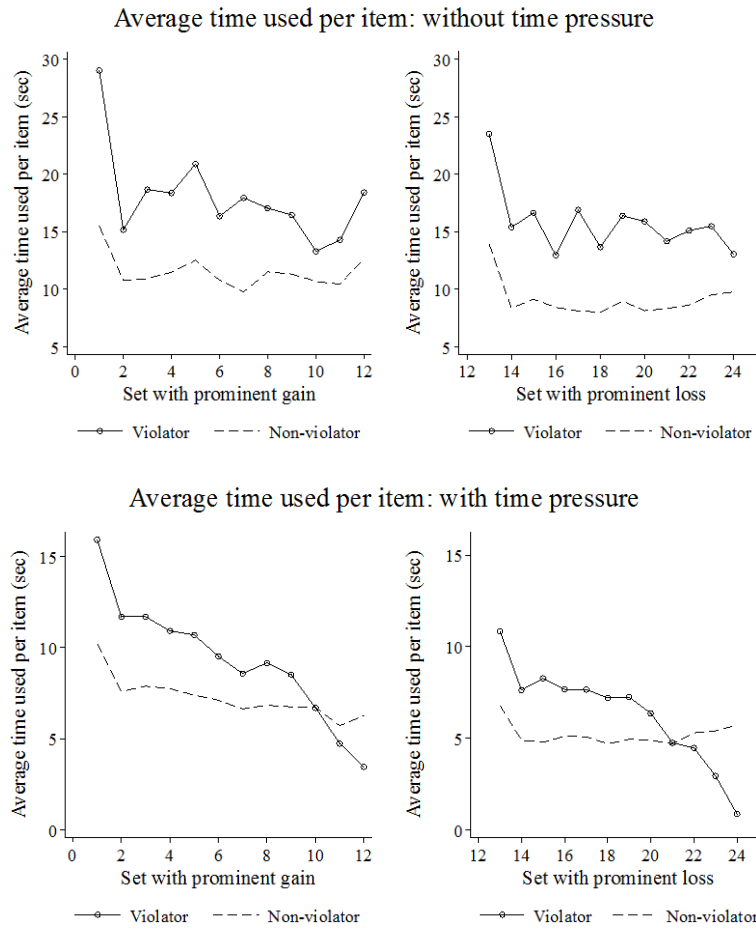 Average time used per item: without time pressure
Average time used per item (sec)
30
25
20
15
10
5
0 2 4 6 8 10 12
Set with prominent gain
Violator Non-violator
Average time used per item (sec)
30
25
20
15
10
5
12 14 16 18 20 22 24
Set with prominent loss
Violator Non-violator
Average time used per item: with time pressure
Average time used per item (sec)
15
10
5
0
0 2 4 6 8 10 12
Set with prominent gain
Violator Non-violator
Average time used per item (sec)
15
10
5
0
12 14 16 18 20 22 24
Set with prominent loss
Violator Non-violator